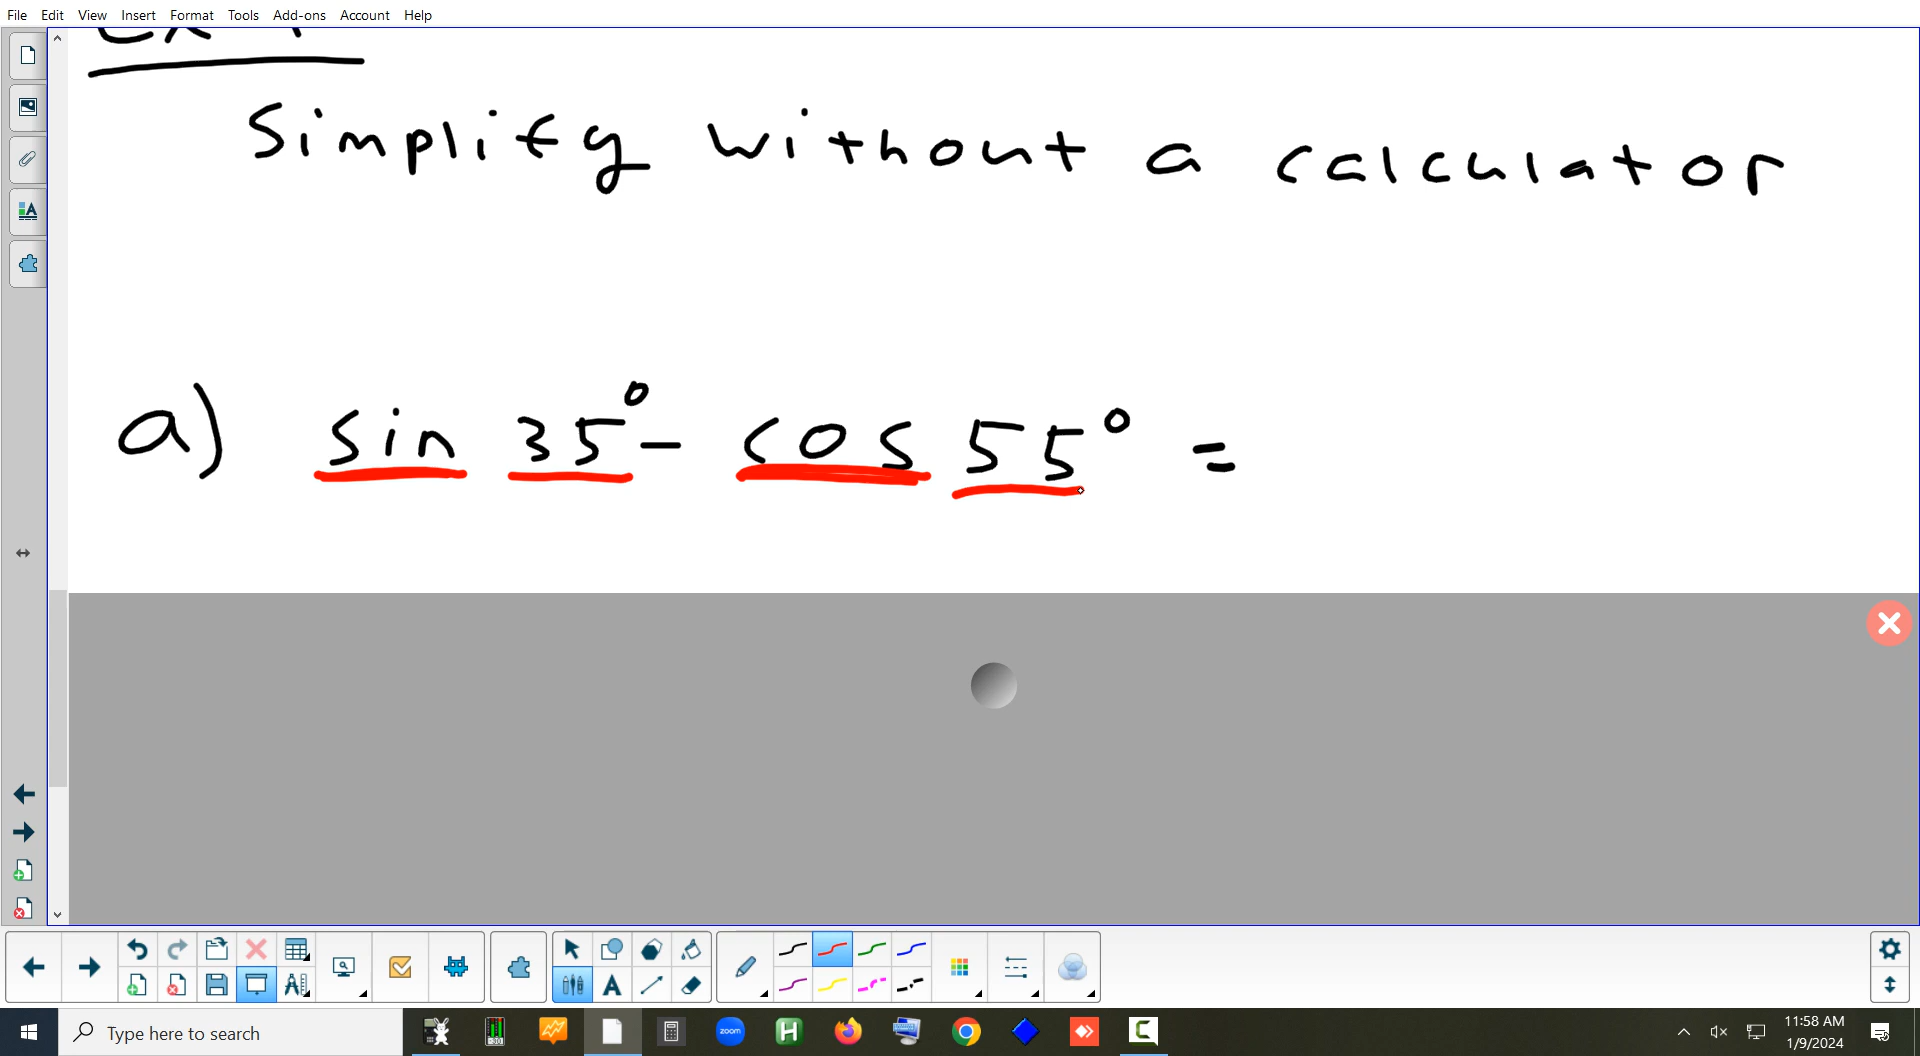 File Edit View Insert Format Tools Add-ons Account Help
Simplify without a calculator
a) sin 35° - cos 55° =
Type here to search
zoom
11:58 AM
1/9/2024